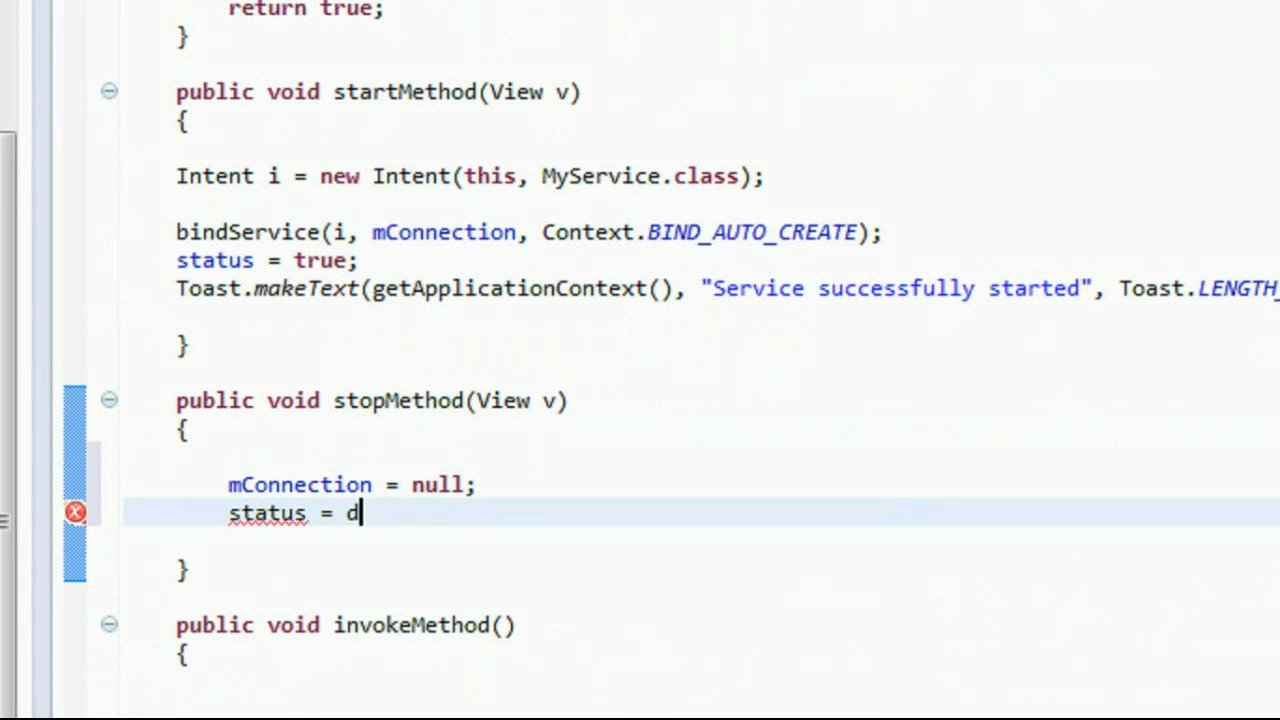 return true;
}
public void startMethod(View v)
{
Intent i = new Intent(this, MyService.class);
bindService(i, mConnection, Context.BIND_AUTO_CREATE);
status = true;
Toast.makeText(getApplicationContext(), "Service successfully started", Toast.LENGTH_
}
public void stopMethod(View v)
{
mConnection = null;
status = d
}
public void invokeMethod()
{